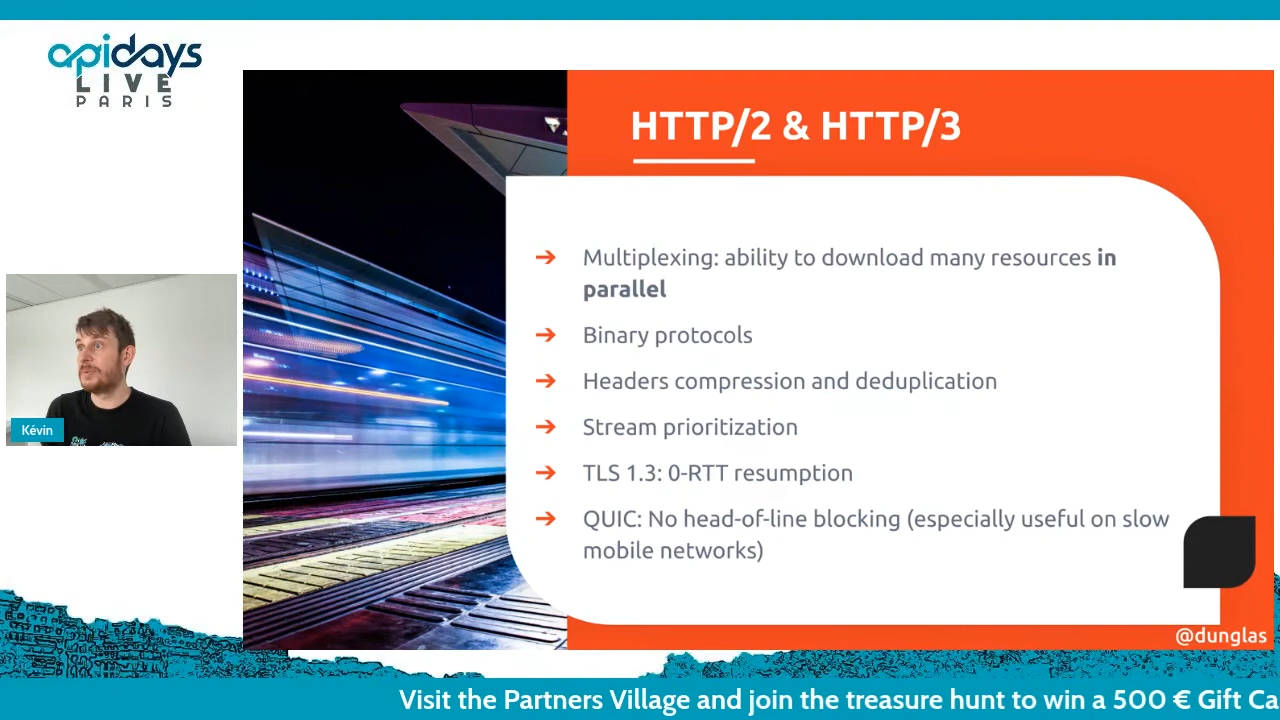 apidays
LIVE
PARIS
HTTP/2 & HTTP/3
➔ Multiplexing: ability to download many resources in
parallel
➔ Binary protocols
➔ Headers compression and deduplication
➔ Stream prioritization
➔ TLS 1.3: 0-RTT resumption
➔ QUIC: No head-of-line blocking (especially useful on slow
mobile networks)
Kévin
@dunglas
Visit the Partners Village and join the treasure hunt to win a 500 € Gift Ca